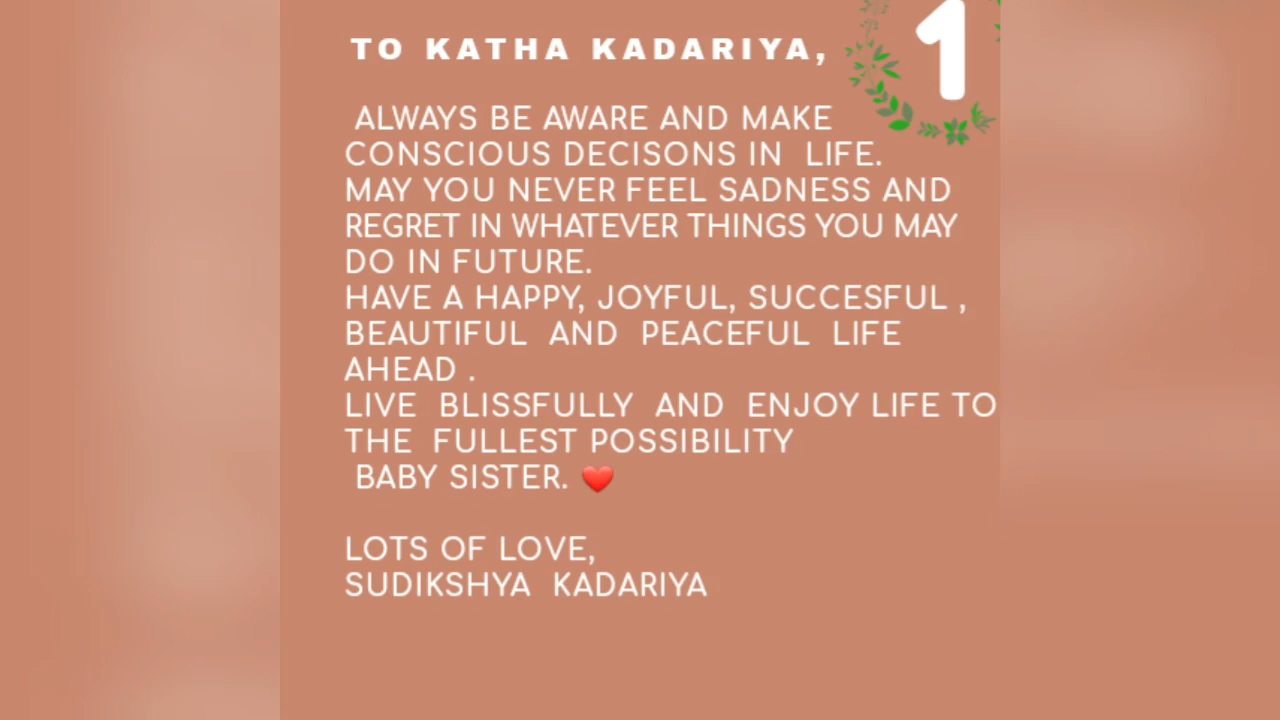 1
TO KATHA KADARIYA,
ALWAYS BE AWARE AND MAKE
CONSCIOUS DECISONS IN LIFE.
MAY YOU NEVER FEEL SADNESS AND
REGRET IN WHATEVER THINGS YOU MAY
DO IN FUTURE.
HAVE A HAPPY, JOYFUL, SUCCESFUL ,
BEAUTIFUL AND PEACEFUL LIFE
AHEAD .
LIVE BLISSFULLY AND ENJOY LIFE TO
THE FULLEST POSSIBILITY
BABY SISTER. ❤️
LOTS OF LOVE,
SUDIKSHYA KADARIYA